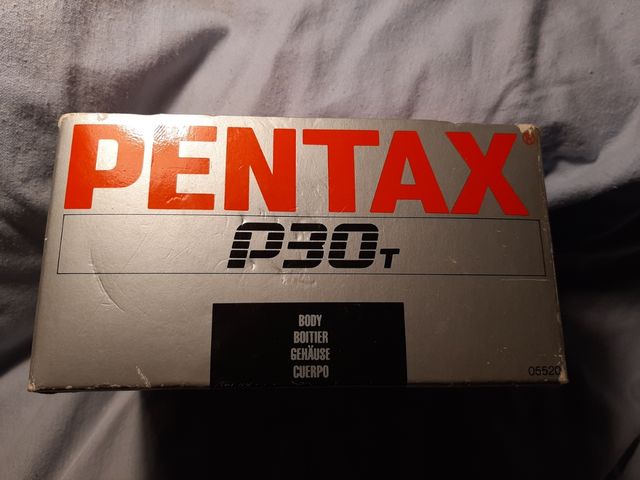 PENTAX®
P30T
BODY
BOITIER
GEHÄUSE
CUERPO
05520